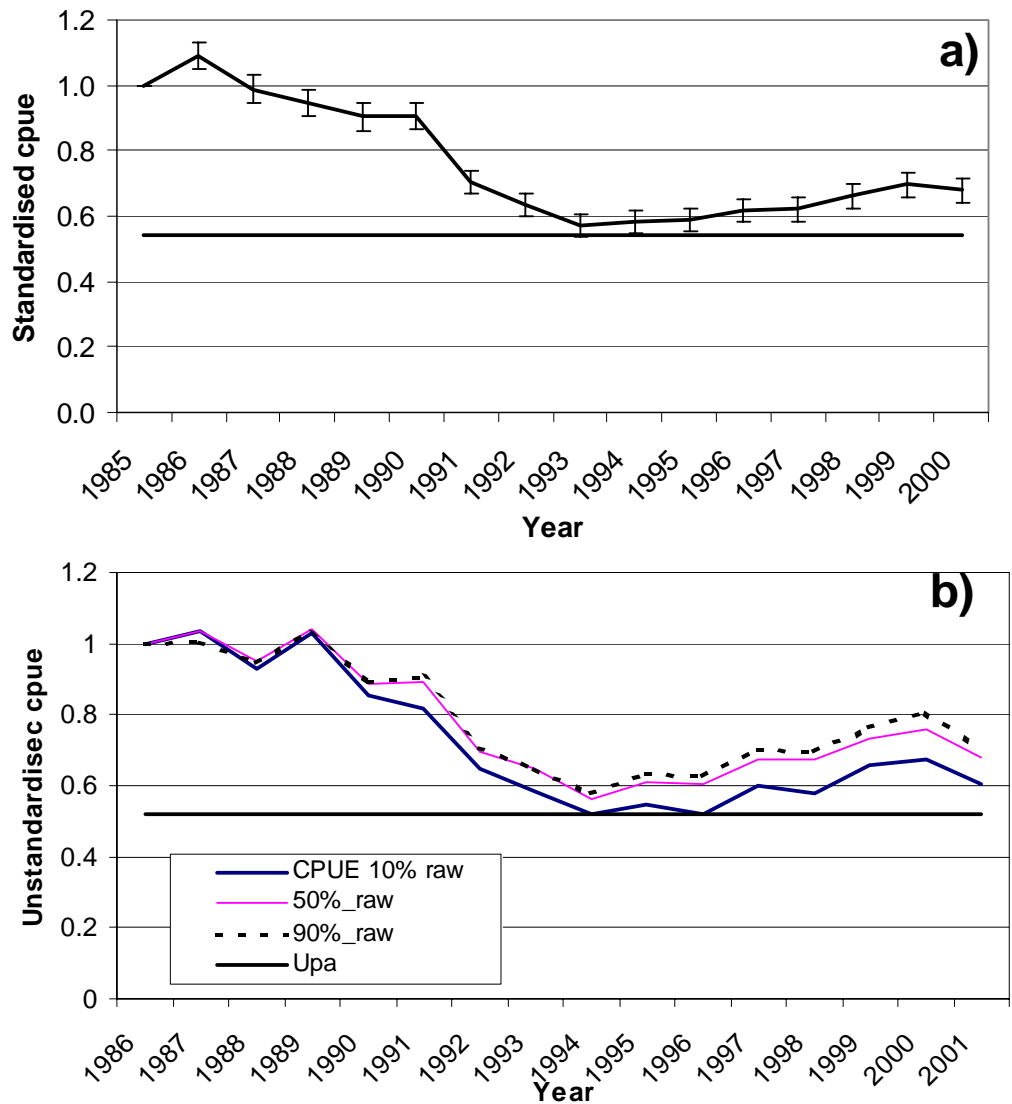 a)
Standardised cpue
1.2
1.0
0.8
0.6
0.4
0.2
0.0
1985 1986 1987 1988 1989 1990 1991 1992 1993 1994 1995 1996 1997 1998 1999 2000
Year
b)
Unstandardisec cpue
1.2
1
0.8
0.6
0.4
0.2
0
CPUE 10% raw
50%_raw
90%_raw
Upa
1986 1987 1988 1989 1990 1991 1992 1993 1994 1995 1996 1997 1998 1999 2000 2001
Year